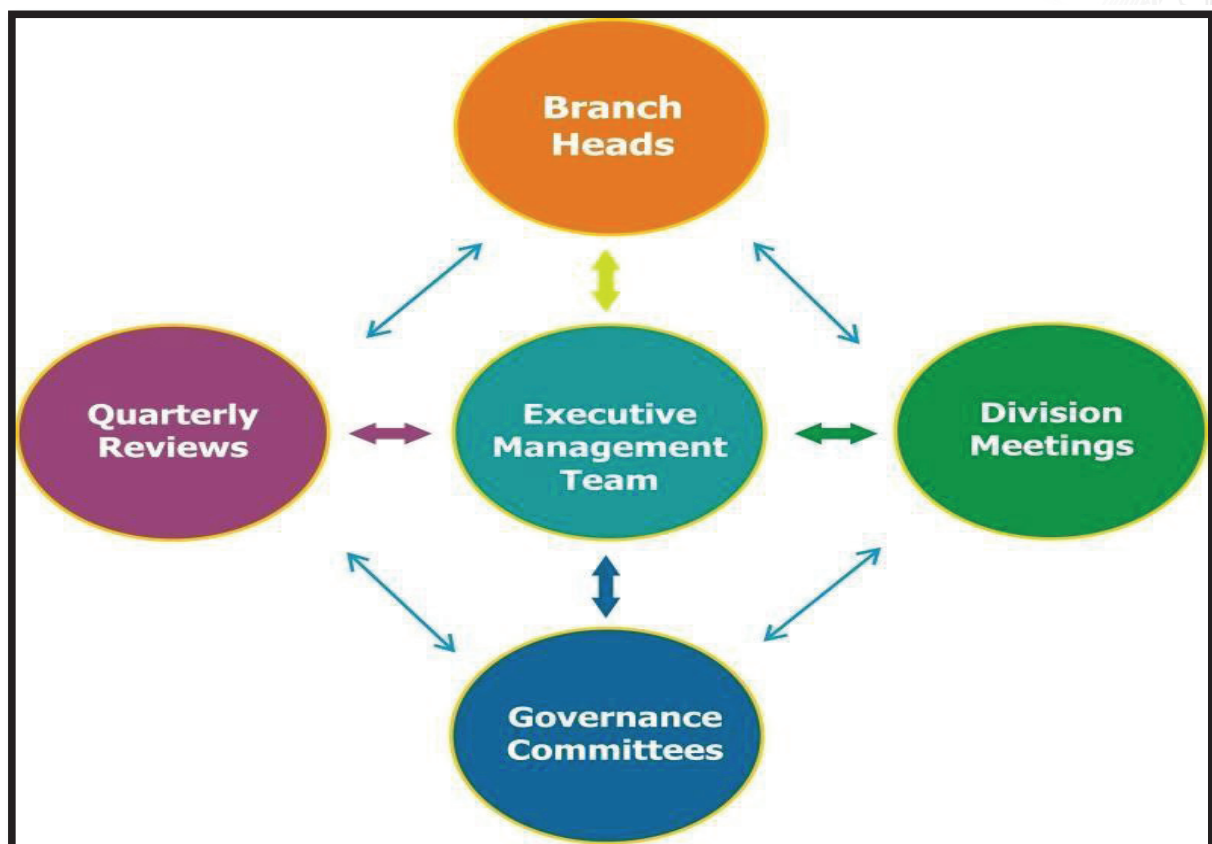 Branch
Heads
Quarterly
Reviews
Executive
Management
Team
Division
Meetings
Governance
Committees